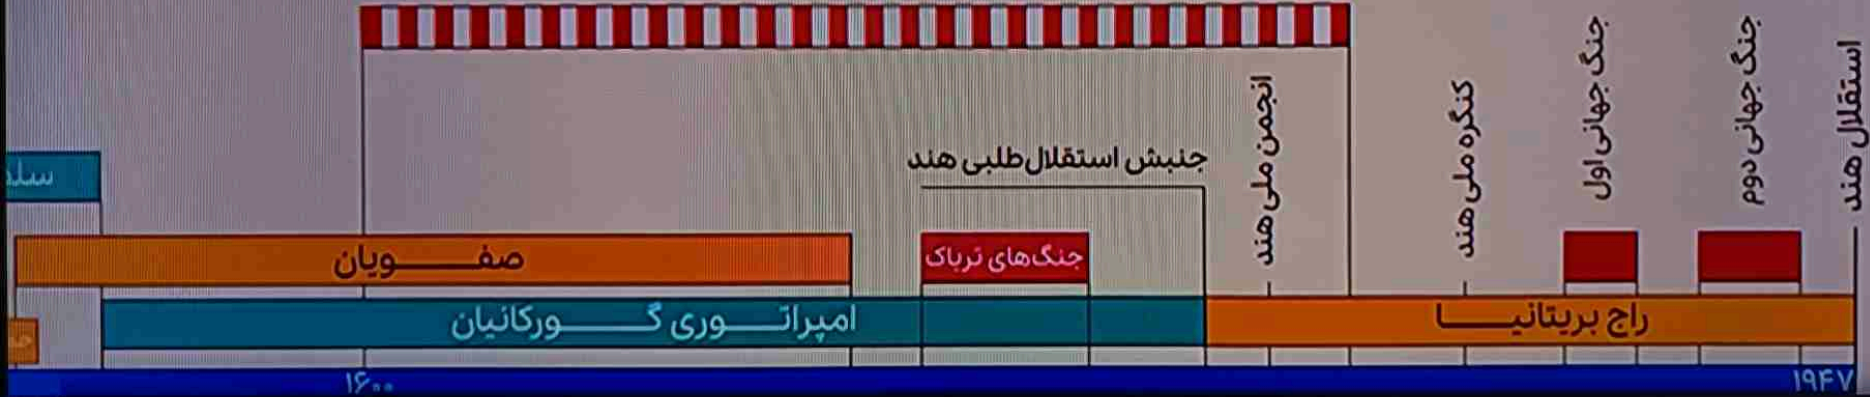 انجمن ملی هند
کنگره ملی هند
جنگ جهانی اول
جنگ جهانی دوم
استقلال هند
جنبش استقلال‌طلبی هند
صفویان
جنگ‌های تریاک
امپراتوری گورکانیان
راج بریتانیا
۱۶۰۰
۱۹۴۷